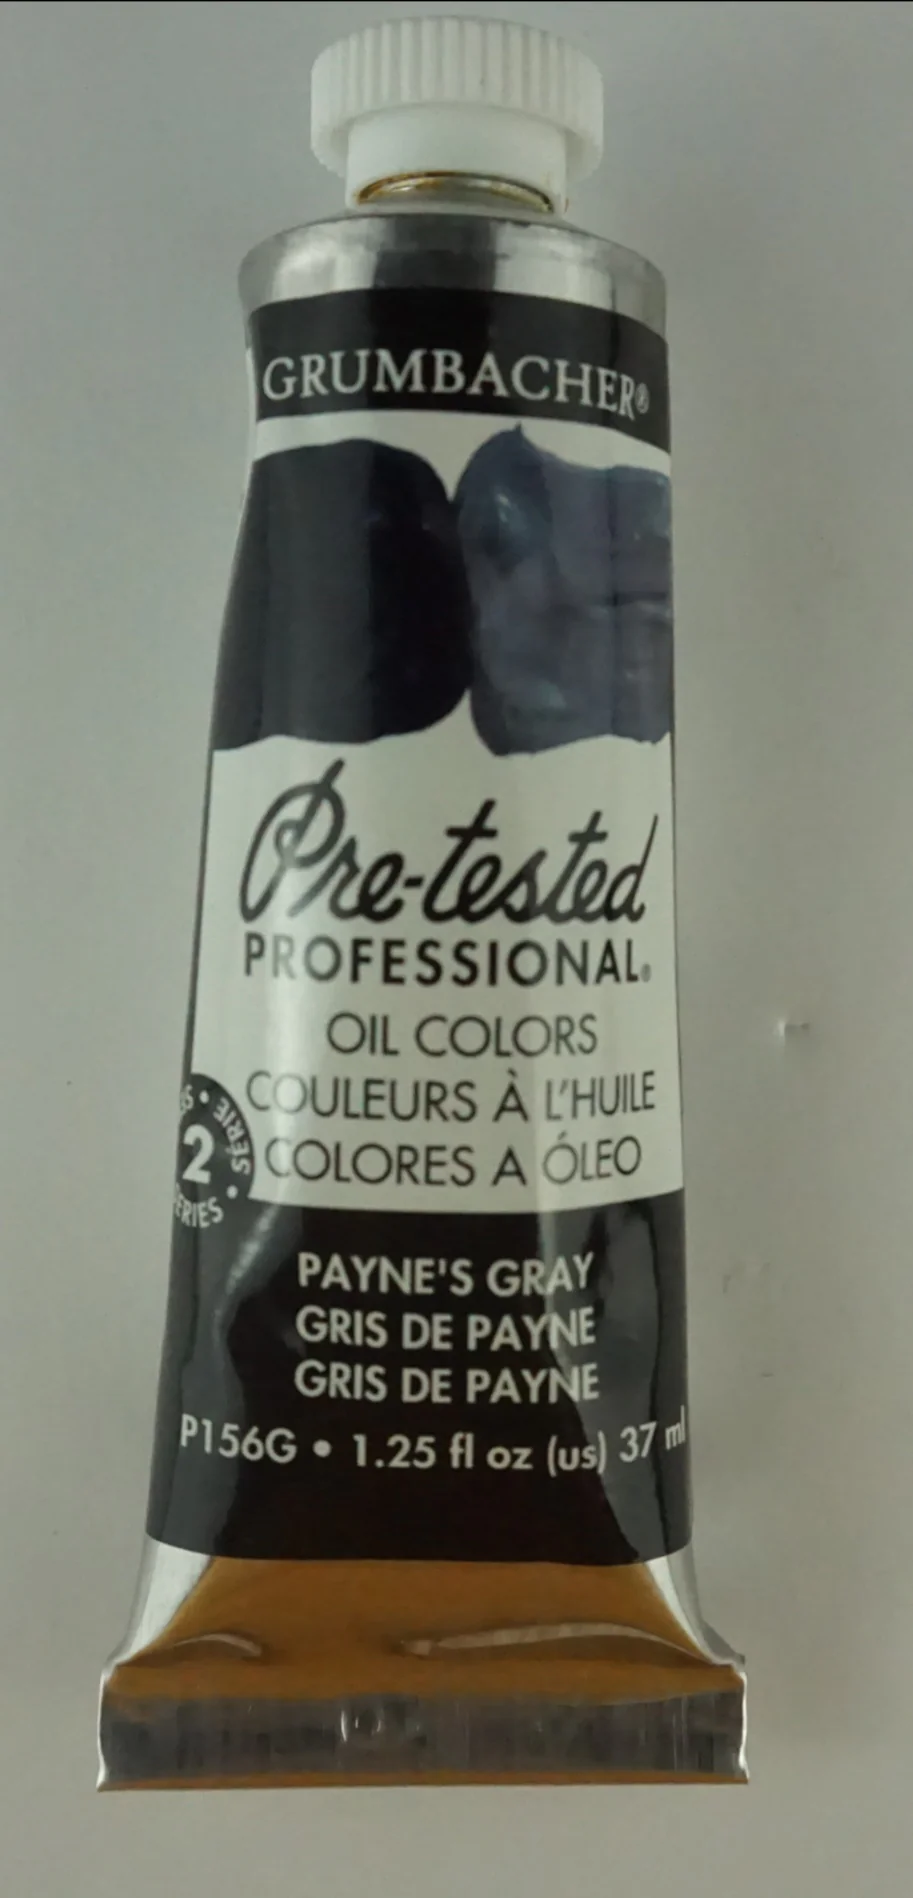 GRUMBACHER®
Pre-tested
PROFESSIONAL®
OIL COLORS
COULEURS À L'HUILE
COLORES A ÓLEO
SÉRIE
2
PAYNE'S GRAY
GRIS DE PAYNE
GRIS DE PAYNE
P156G • 1.25 fl oz (us) 37 ml